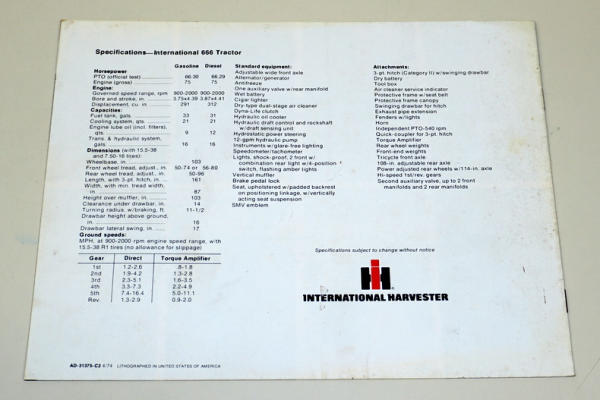 Specifications—International 666 Tractor
Gasoline Diesel
Horsepower
PTO (official test) 66.30 66.29
Engine (gross) 75 75
Engine:
Governed speed range, rpm 900-2000 900-2000
Bore and stroke, in. 3.75x4.39 3.87x4.41
Displacement, cu. in. 291 312
Capacities:
Fuel tank, gals. 33 31
Cooling system, qts. 21 21
Engine lube oil (incl. filters),
qts. 9 12
Trans. & hydraulic system,
gals. 16 16
Dimensions (with 15.5-38
and 7.50-16 tires):
Wheelbase, in. 103
Front wheel tread, adjust., in. 50-74 or 56-80
Rear wheel tread, adjust., in. 50-96
Length, with 3-pt. hitch, in. 161
Width, with min. tread width,
in. 87
Height over muffler, in. 103
Clearance under drawbar, in. 14
Turning radius, w/braking, ft. 11-1/2
Drawbar height above ground,
in. 16
Drawbar lateral swing, in. 17
Ground speeds:
MPH, at 900-2000 rpm engine speed range, with
15.5-38 R1 tires (no allowance for slippage)
Gear Direct Torque Amplifier
1st 1.2-2.6 .8-1.8
2nd 1.9-4.2 1.3-2.8
3rd 2.3-5.1 1.6-3.5
4th 3.3-7.3 2.2-4.9
5th 7.4-16.4 5.0-11.1
Rev. 1.3-2.9 0.9-2.0
Standard equipment:
Adjustable wide front axle
Alternator/generator
Antifreeze
One auxiliary valve w/rear manifold
Wet battery
Cigar lighter
Dry-type dual-stage air cleaner
Dyna-Life clutch
Hydraulic oil cooler
Hydraulic draft control and rockshaft
w/draft sensing unit
Hydrostatic power steering
12-gpm hydraulic pump
Instruments w/glare-free lighting
Speedometer/tachometer
Lights, shock-proof, 2 front w/
combination rear light w/4-position
switch, flashing amber lights
Vertical muffler
Brake pedal lock
Seat, upholstered w/padded backrest
on positioning linkage, w/vertically
acting seat suspension
SMV emblem
Attachments:
3-pt. hitch (Category II) w/swinging drawbar
Dry battery
Tool box
Air cleaner service indicator
Protective frame w/seat belt
Protective frame canopy
Swinging drawbar for hitch
Exhaust pipe extension
Fenders w/lights
Horn
Independent PTO-540 rpm
Quick-coupler for 3-pt. hitch
Torque Amplifier
Rear wheel weights
Front-end weights
Tricycle front axle
108-in. adjustable rear axle
Power adjusted rear wheels w/114-in. axle
Hi-speed 1st/rev. gears
Second auxiliary valve, up to 2 front
manifolds and 2 rear manifolds
Specifications subject to change without notice
INTERNATIONAL HARVESTER
AD-31375-C3 4/74 LITHOGRAPHED IN UNITED STATES OF AMERICA